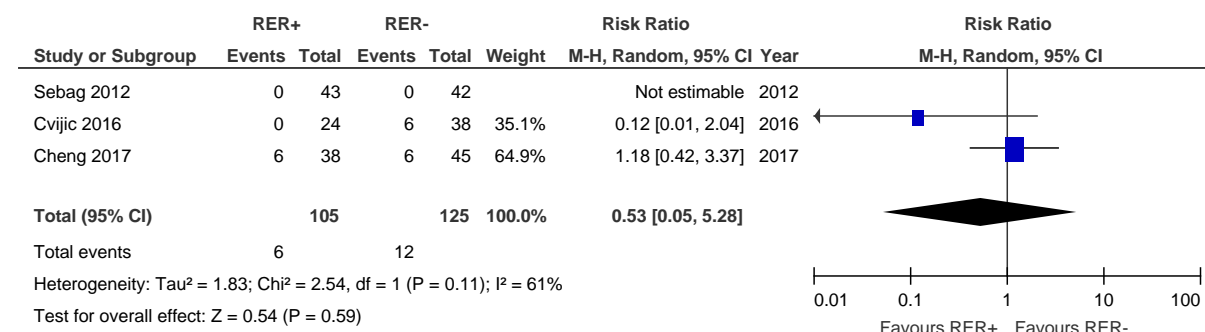 RER+ RER- Risk Ratio Risk Ratio
Study or Subgroup Events Total Events Total Weight M-H, Random, 95% CI Year M-H, Random, 95% CI
Sebag 2012 0 43 0 42 Not estimable 2012
Cvijic 2016 0 24 6 38 35.1% 0.12 [0.01, 2.04] 2016
Cheng 2017 6 38 6 45 64.9% 1.18 [0.42, 3.37] 2017
Total (95% CI) 105 125 100.0% 0.53 [0.05, 5.28]
Total events 6 12
Heterogeneity: Tau² = 1.83; Chi² = 2.54, df = 1 (P = 0.11); I² = 61%
Test for overall effect: Z = 0.54 (P = 0.59)
0.01 0.1 1 10 100
Favours RER+ Favours RER-